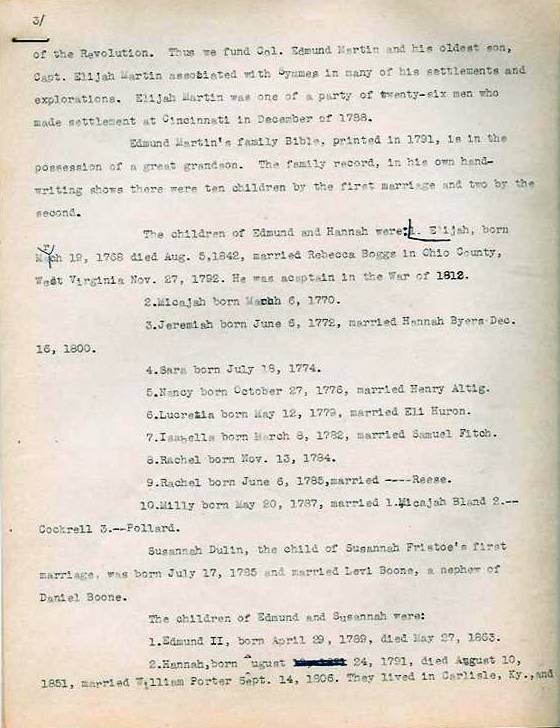 3/
of the Revolution. Thus we fund Col. Edmund Martin and his oldest son,
Capt. Elijah Martin associated with Symmes in many of his settlements and
explorations. Elijah Martin was one of a party of twenty-six men who
made settlement at Cincinnati in December of 1788.
Edmund Martin's family Bible, printed in 1791, is in the
possession of a great grandson. The family record, in his own hand-
writing shows there were ten children by the first marriage and two by the
second.
The children of Edmund and Hannah were: 1. Elijah, born
Mach 19, 1768 died Aug. 5,1842, married Rebecca Boggs in Ohio County,
West Virginia Nov. 27, 1792. He was acaptain in the War of 1812.
2.Micajah born March 6, 1770.
3.Jeremiah born June 6, 1772, married Hannah Byers Dec.
16, 1800.
4.Sara born July 18, 1774.
5.Nancy born October 27, 1776, married Henry Altig.
6.Lucretia born May 12, 1779, married Eli Huron.
7.Isabella born March 8, 1782, married Samuel Fitch.
8.Rachel born Nov. 13, 1784.
9.Rachel born June 6, 1785,married ----Reese.
10.Milly born May 20, 1787, married 1.Micajah Bland 2.--
Cockrell 3.--Pollard.
Susannah Dulin, the child of Susannah Fristoe's first
marriage, was born July 17, 1785 and married Levi Boone, a nephew of
Daniel Boone.
The children of Edmund and Susannah were:
1.Edmund II, born April 29, 1789, died May 27, 1863.
2.Hannah,born August 24, 1791, died August 10,
1851, married William Porter Sept. 14, 1806. They lived in Carlisle, Ky.,and